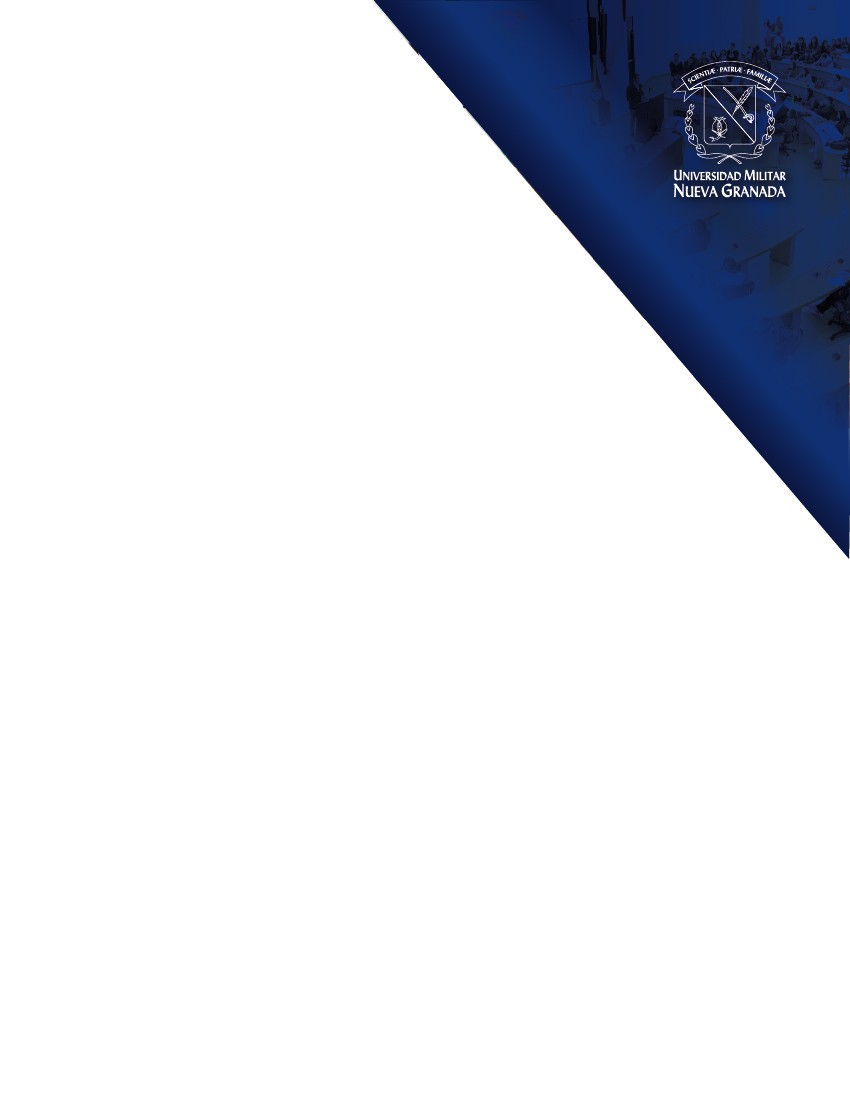 SCIENTIÆ · PATRIÆ · FAMILIÆ
UNIVERSIDAD MILITAR
NUEVA GRANADA